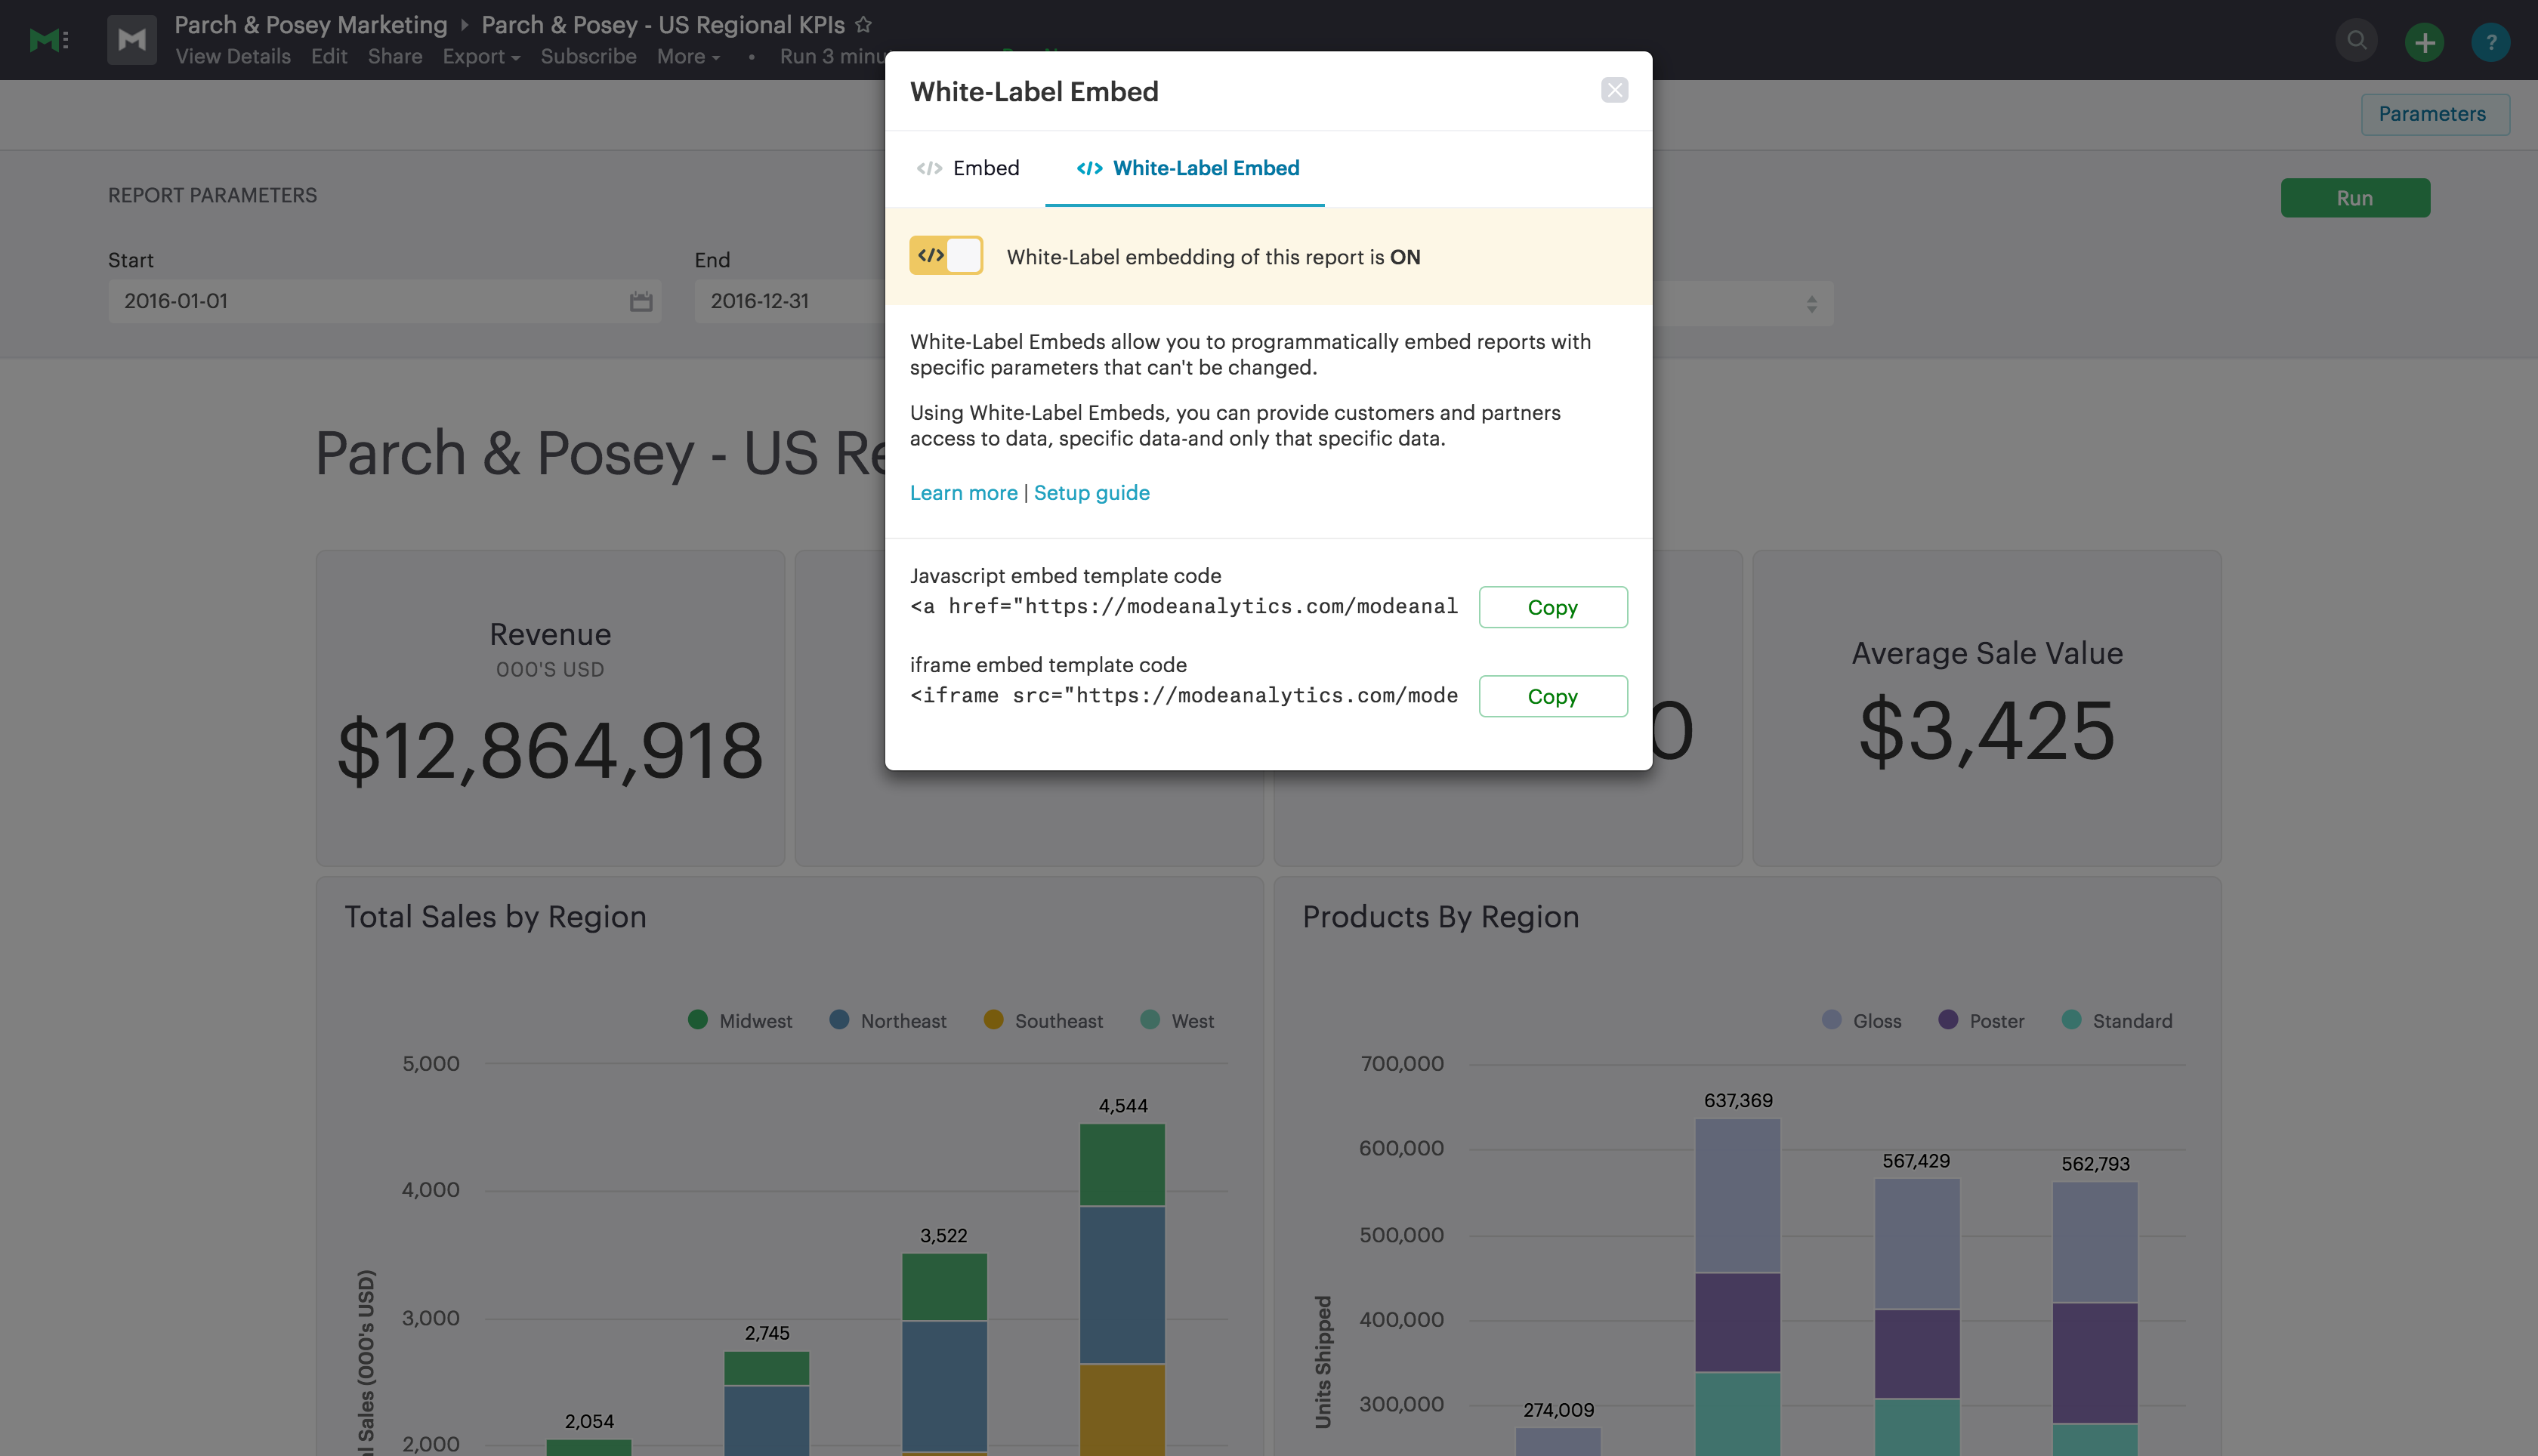 Parch & Posey Marketing
Parch & Posey - US Regional KPIs
View Details Edit Share Export Subscribe More • Run 3
?
Parameters
White-Label Embed
</> Embed
</> White-Label Embed
REPORT PARAMETERS
Run
Start
End
2016-01-01
2016-12-31
</>
White-Label embedding of this report is ON
White-Label Embeds allow you to programmatically embed reports with
specific parameters that can't be changed.
Using White-Label Embeds, you can provide customers and partners
access to data, specific data-and only that specific data.
Learn more | Setup guide
Javascript embed template code
<a href="https://modeanalytics.com/modeanal
Copy
iframe embed template code
<iframe src="https://modeanalytics.com/mode
Copy
Parch & Posey - US
Revenue
000'S USD
$12,864,918
0
Average Sale Value
$3,425
Total Sales by Region
Midwest Northeast Southeast West
5,000
4,000
3,000
2,000
2,054
2,745
3,522
4,544
Sales (000's USD)
Products By Region
Gloss Poster Standard
700,000
600,000
500,000
400,000
300,000
274,009
637,369
567,429
562,793
Units Shipped